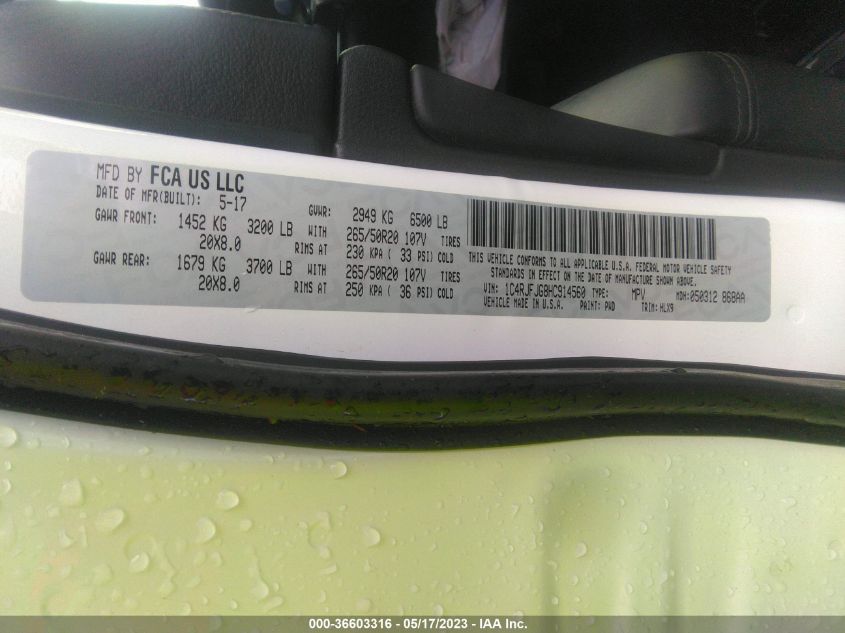 MFD BY FCA US LLC
DATE OF MFR(BUILT): 5-17 GVWR: 2949 KG 6500 LB
GAWR FRONT: 1452 KG 3200 LB WITH 265/50R20 107V TIRES
20X8.0 RIMS AT 230 KPA ( 33 PSI) COLD
GAWR REAR: 1679 KG 3700 LB WITH 265/50R20 107V TIRES
20X8.0 RIMS AT 250 KPA ( 36 PSI) COLD
THIS VEHICLE CONFORMS TO ALL APPLICABLE U.S.A. FEDERAL MOTOR VEHICLE SAFETY
STANDARDS IN EFFECT ON THE DATE OF MANUFACTURE SHOWN ABOVE.
VIN: 1C4RJFJG8HC914560 TYPE: MPV MDH: 050312 868AA
VEHICLE MADE IN U.S.A. PAINT: PWD TRIM: HLX9
000-36603316 - 05/17/2023 - IAA Inc.